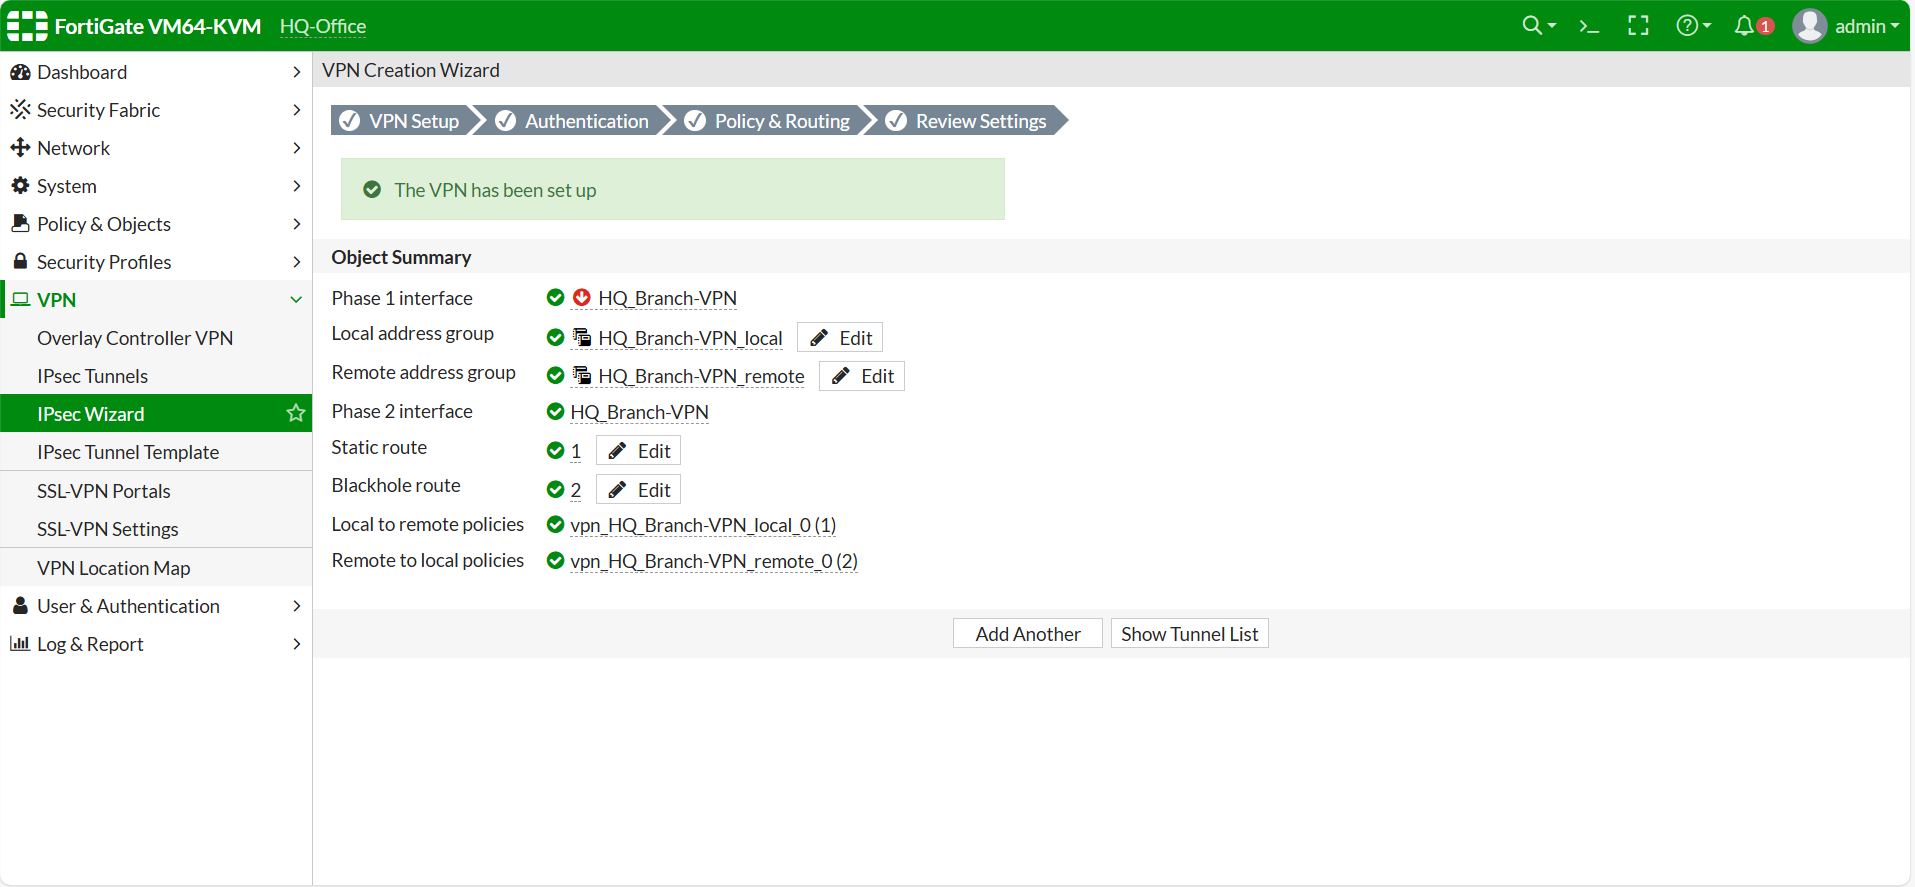 FortiGate VM64-KVM HQ-Office 1 admin
Dashboard
Security Fabric
Network
System
Policy & Objects
Security Profiles
VPN
Overlay Controller VPN
IPsec Tunnels
IPsec Wizard
IPsec Tunnel Template
SSL-VPN Portals
SSL-VPN Settings
VPN Location Map
User & Authentication
Log & Report
VPN Creation Wizard
VPN Setup Authentication Policy & Routing Review Settings
The VPN has been set up
Object Summary
Phase 1 interface HQ_Branch-VPN
Local address group HQ_Branch-VPN_local Edit
Remote address group HQ_Branch-VPN_remote Edit
Phase 2 interface HQ_Branch-VPN
Static route 1 Edit
Blackhole route 2 Edit
Local to remote policies vpn_HQ_Branch-VPN_local_0 (1)
Remote to local policies vpn_HQ_Branch-VPN_remote_0 (2)
Add Another Show Tunnel List